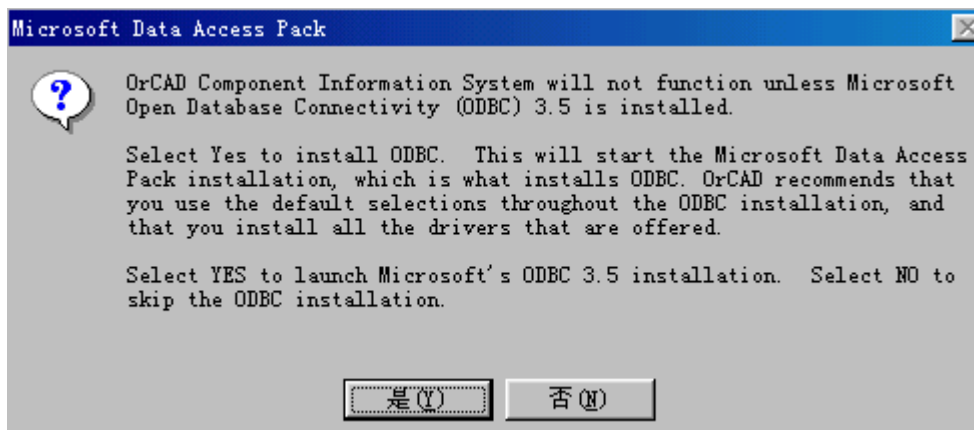 Microsoft Data Access Pack
OrCAD Component Information System will not function unless Microsoft
Open Database Connectivity (ODBC) 3.5 is installed.
Select Yes to install ODBC.  This will start the Microsoft Data Access
Pack installation, which is what installs ODBC. OrCAD recommends that
you use the default selections throughout the ODBC installation, and
that you install all the drivers that are offered.
Select YES to launch Microsoft's ODBC 3.5 installation.  Select NO to
skip the ODBC installation.
是(Y) 否(N)